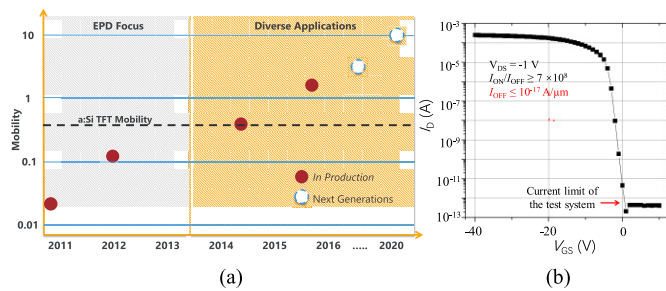 EPD Focus
Diverse Applications
10
1
0.1
0.01
Mobility
a:Si TFT Mobility
In Production
Next Generations
2011 2012 2013 2014 2015 2016 ..... 2020
(a)
10⁻³
10⁻⁵
10⁻⁷
10⁻⁹
10⁻¹¹
10⁻¹³
I_D (A)
V_DS = -1 V
I_ON/I_OFF ≥ 7 ×10⁸
I_OFF ≤ 10⁻¹⁷ A/μm
Current limit of
the test system
-40 -20 0 10
V_GS (V)
(b)